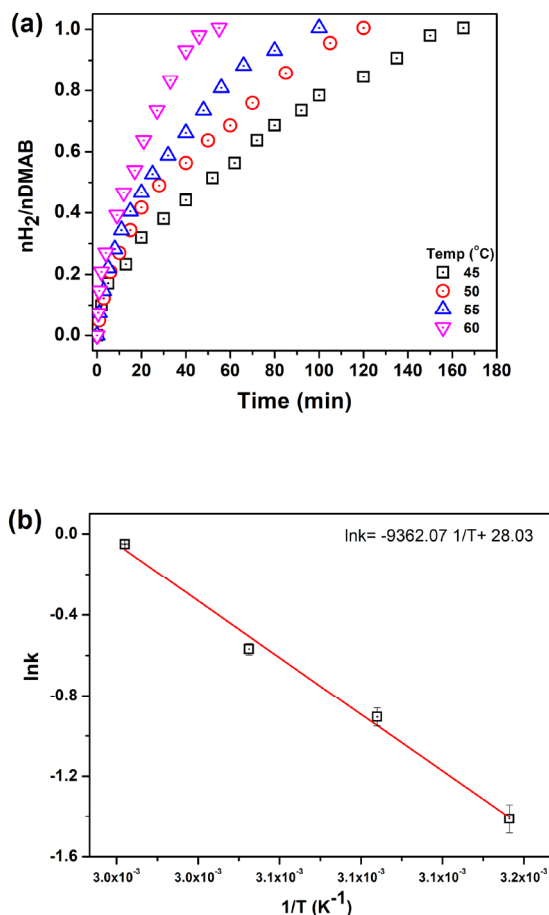 (a)
1.0
0.8
0.6
0.4
0.2
0.0
nH₂/nDMAB
Temp (°C)
45
50
55
60
0 20 40 60 80 100 120 140 160 180
Time (min)
(b)
lnk= -9362.07 1/T+ 28.03
0.0
-0.4
-0.8
-1.2
-1.6
lnk
3.0x10⁻³ 3.0x10⁻³ 3.1x10⁻³ 3.1x10⁻³ 3.1x10⁻³ 3.2x10⁻³
1/T (K⁻¹)